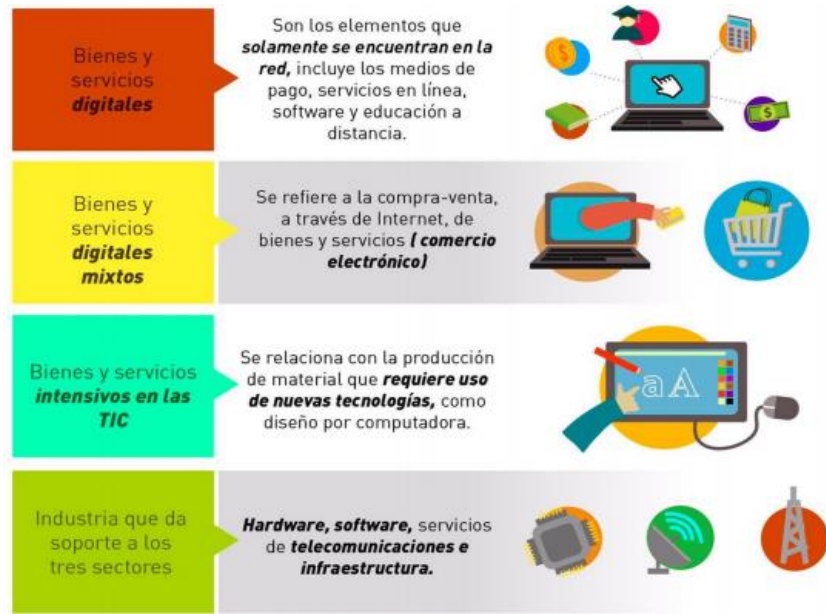 Bienes y
servicios
digitales
Son los elementos que
solamente se encuentran en la
red, incluye los medios de
pago, servicios en línea,
software y educación a
distancia.
$
$
Bienes y
servicios
digitales
mixtos
Se refiere a la compra-venta,
a través de Internet, de
bienes y servicios ( comercio
electrónico)
Bienes y servicios
intensivos en las
TIC
Se relaciona con la producción
de material que requiere uso
de nuevas tecnologías, como
diseño por computadora.
aA
Industria que da
soporte a los
tres sectores
Hardware, software, servicios
de telecomunicaciones e
infraestructura.